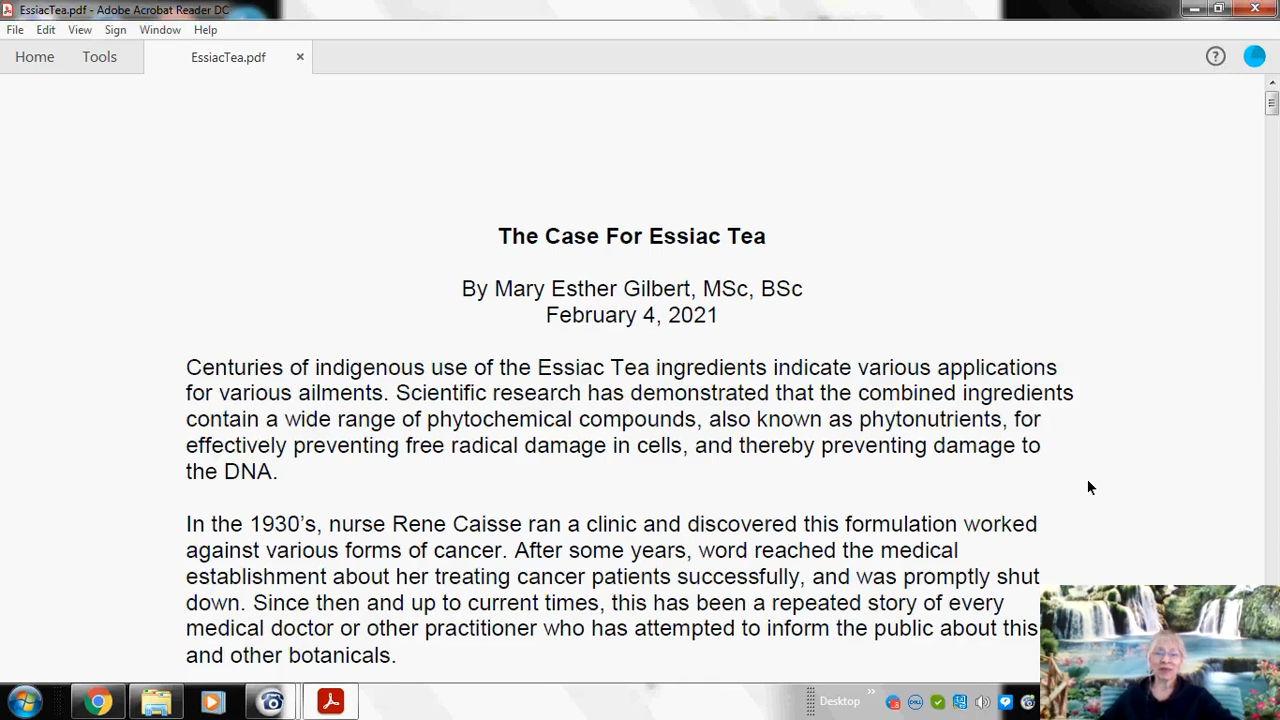 EssiacTea.pdf - Adobe Acrobat Reader DC
File Edit View Sign Window Help
Home Tools EssiacTea.pdf
The Case For Essiac Tea
By Mary Esther Gilbert, MSc, BSc
February 4, 2021
Centuries of indigenous use of the Essiac Tea ingredients indicate various applications
for various ailments. Scientific research has demonstrated that the combined ingredients
contain a wide range of phytochemical compounds, also known as phytonutrients, for
effectively preventing free radical damage in cells, and thereby preventing damage to
the DNA.
In the 1930's, nurse Rene Caisse ran a clinic and discovered this formulation worked
against various forms of cancer. After some years, word reached the medical
establishment about her treating cancer patients successfully, and was promptly shut
down. Since then and up to current times, this has been a repeated story of every
medical doctor or other practitioner who has attempted to inform the public about this
and other botanicals.
Desktop